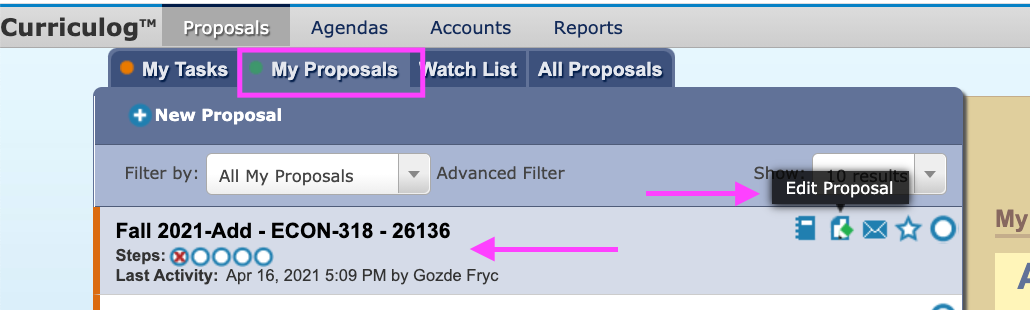 Curriculog™ Proposals Agendas Accounts Reports
My Tasks My Proposals Watch List All Proposals
New Proposal
Filter by: All My Proposals Advanced Filter Show: 10 results
Edit Proposal
Fall 2021-Add - ECON-318 - 26136
Steps:
Last Activity: Apr 16, 2021 5:09 PM by Gozde Fryc
My
A